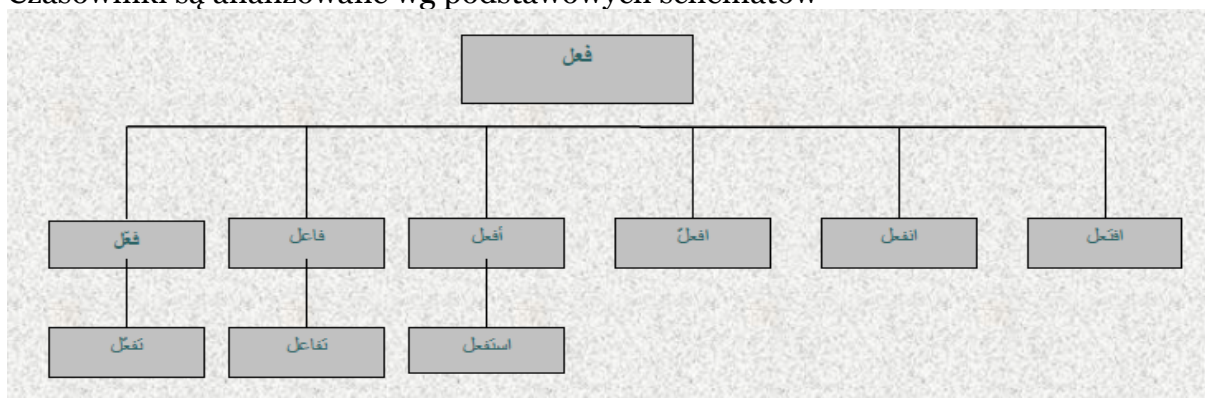 Czasowniki są analizowane wg podstawowych schematów
فعل
فعّل
فاعل
أفعل
افعلّ
انفعل
افتعل
تفعّل
تفاعل
استفعل